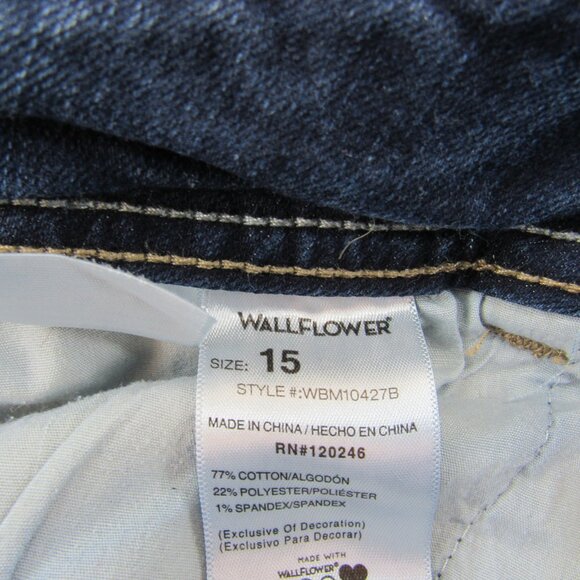 WALLFLOWER®
SIZE: 15
STYLE #:WBM10427B
MADE IN CHINA/HECHO EN CHINA
RN#120246
77% COTTON/ALGODÓN
22% POLYESTER/POLIÉSTER
1% SPANDEX/SPANDEX
(Exclusive Of Decoration)
(Exclusivo Para Decorar)
MADE WITH
WALLFLOWER®